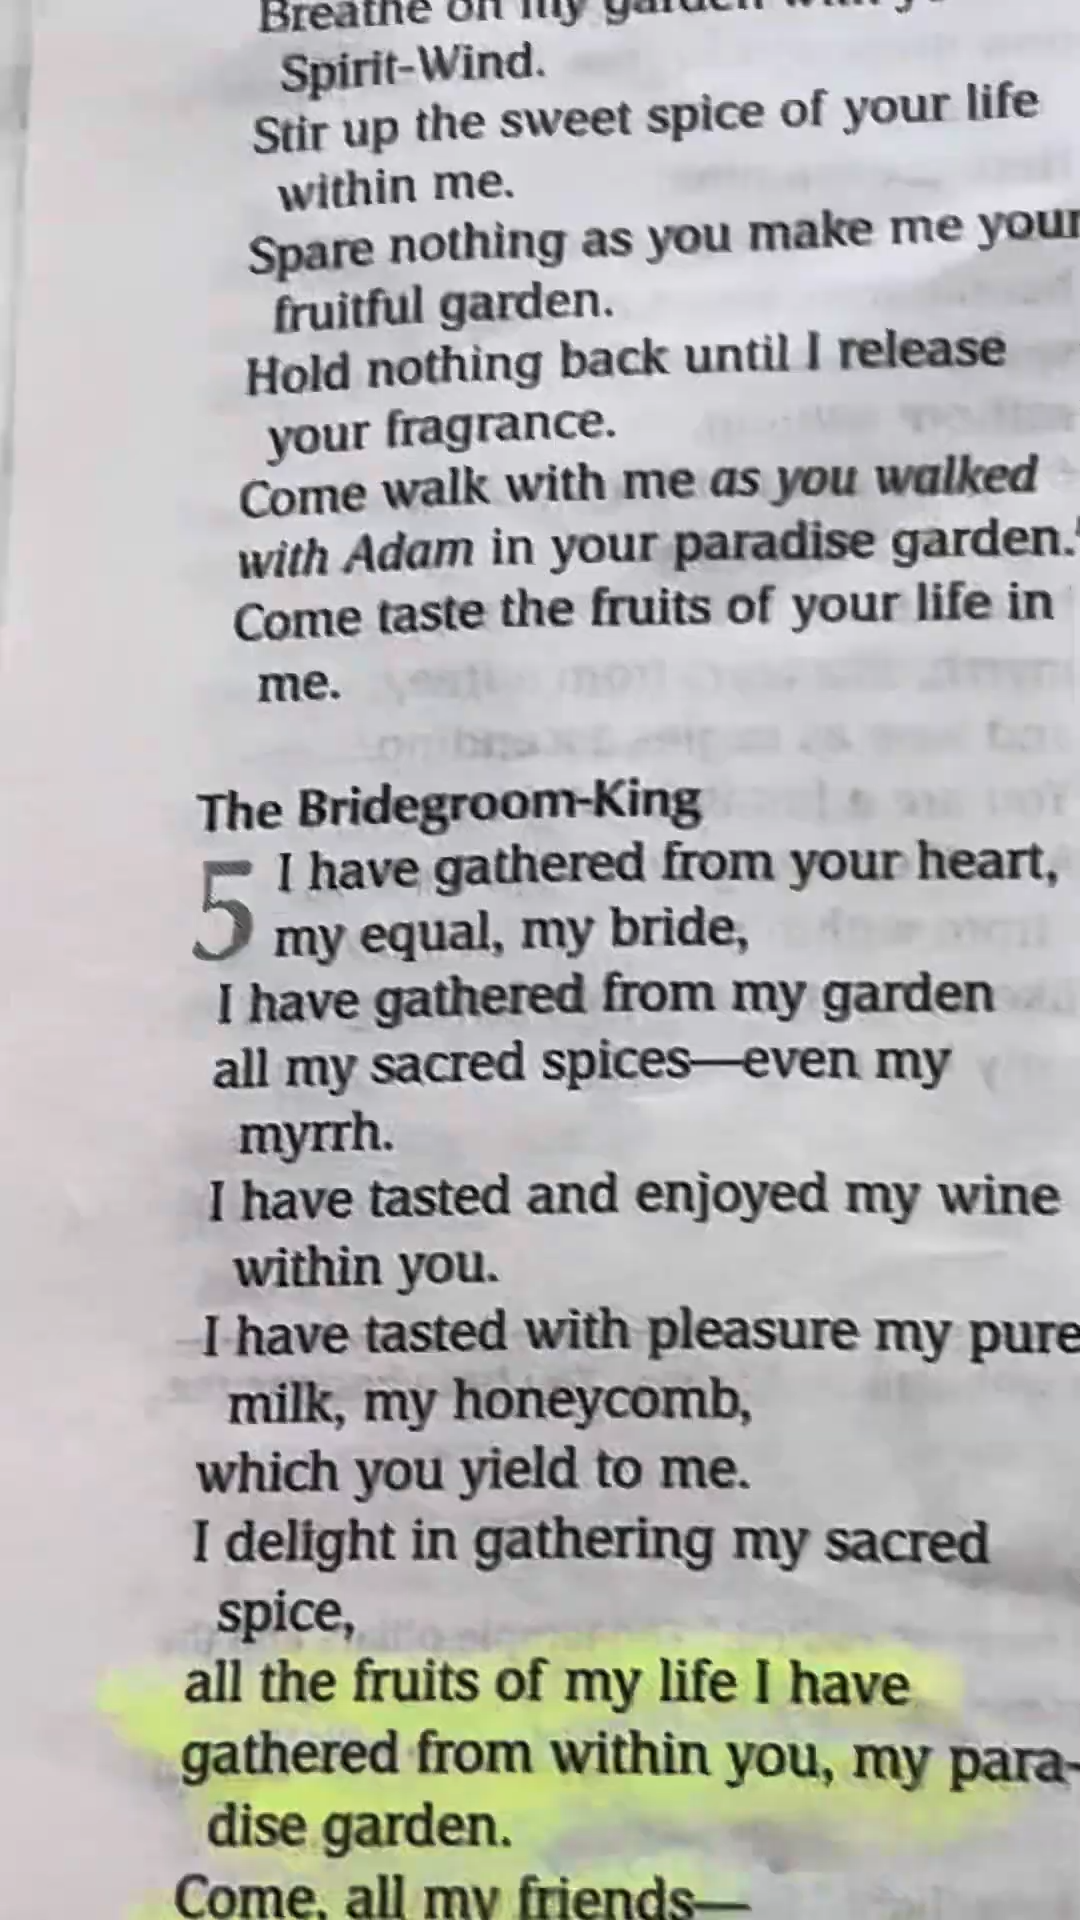 Breathe on my garden with
Spirit-Wind.
Stir up the sweet spice of your life
within me.
Spare nothing as you make me your
fruitful garden.
Hold nothing back until I release
your fragrance.
Come walk with me as you walked
with Adam in your paradise garden.
Come taste the fruits of your life in
me.
The Bridegroom-King
5 I have gathered from your heart,
my equal, my bride,
I have gathered from my garden
all my sacred spices—even my
myrrh.
I have tasted and enjoyed my wine
within you.
I have tasted with pleasure my pure
milk, my honeycomb,
which you yield to me.
I delight in gathering my sacred
spice,
all the fruits of my life I have
gathered from within you, my para-
dise garden.
Come, all my friends—